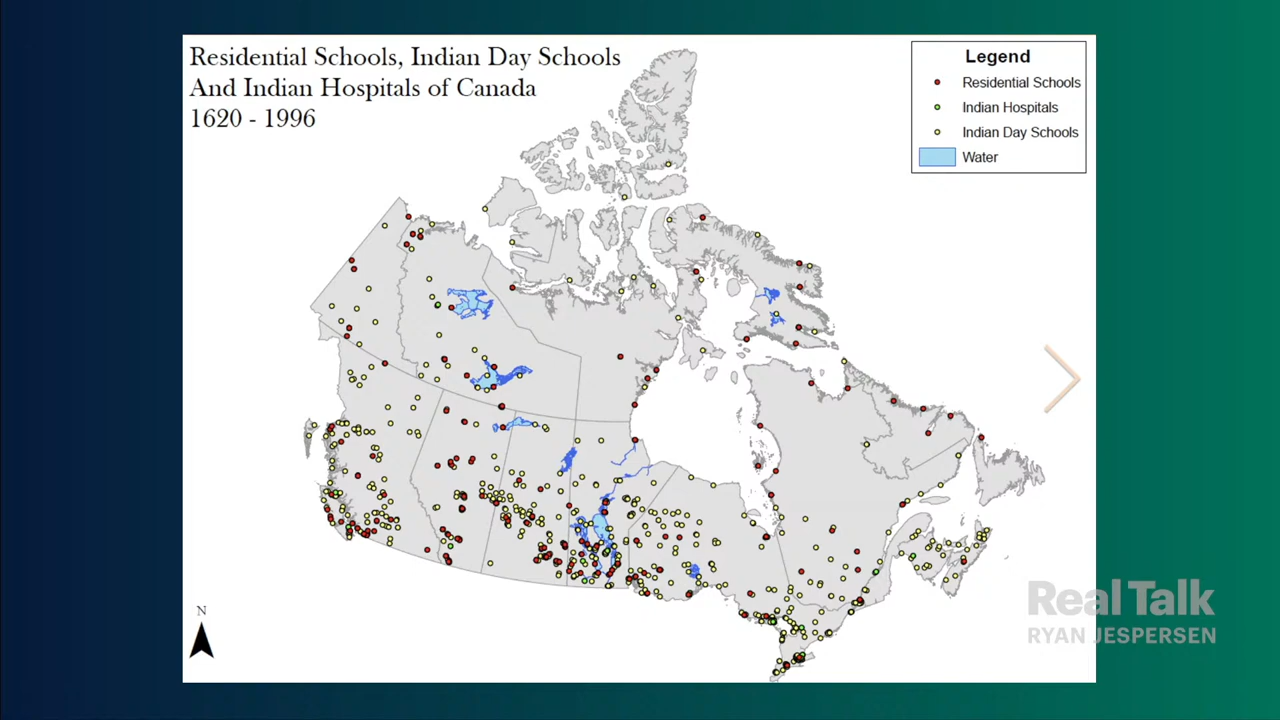 Residential Schools, Indian Day Schools
And Indian Hospitals of Canada
1620 - 1996
Legend
Residential Schools
Indian Hospitals
Indian Day Schools
Water
N
Real Talk
RYAN JESPERSEN